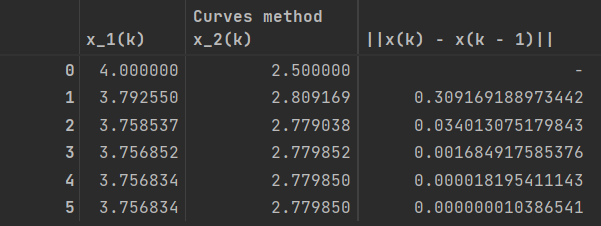 Curves method
x_1(k) x_2(k) ||x(k) - x(k - 1)||
0 4.000000 2.500000 -
1 3.792550 2.809169 0.309169188973442
2 3.758537 2.779038 0.034013075179843
3 3.756852 2.779852 0.001684917585376
4 3.756834 2.779850 0.000018195411143
5 3.756834 2.779850 0.000000010386541